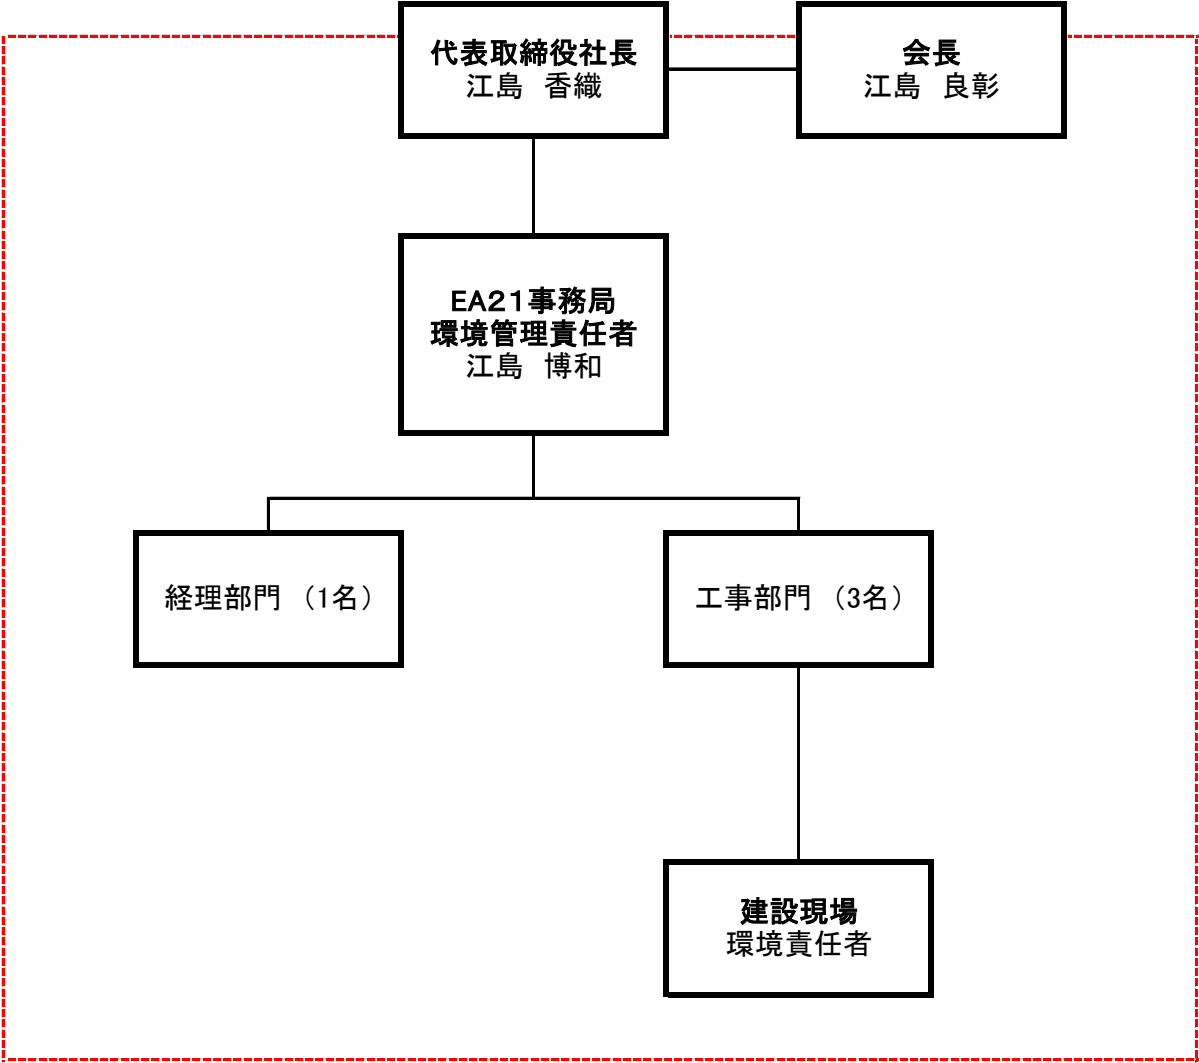 代表取締役社長
江島　香織
会長
江島　良彰
EA２１事務局
環境管理責任者
江島　博和
経理部門　（1名）
工事部門　（3名）
建設現場
環境責任者